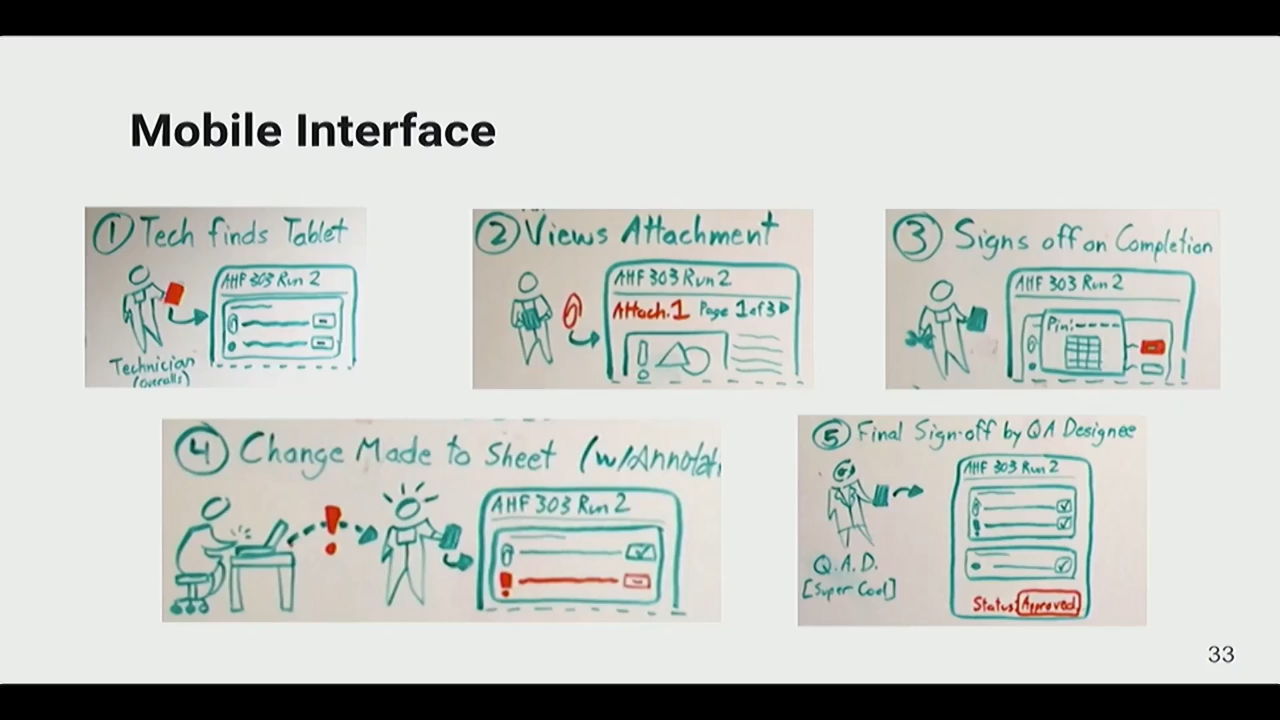 Mobile Interface
1 Tech finds Tablet
AHF 303 Run 2
Technician
(overalls)
2 Views Attachment
AHF 303 Run 2
Attach.1 Page 1 of 3
3 Signs off on Completion
AHF 303 Run 2
Pin:----
4 Change Made to Sheet (w/Annotat
AHF 303 Run 2
5 Final Sign-off by QA Designee
AHF 303 Run 2
Q.A.D.
[Super Cool]
Status: Approved
33